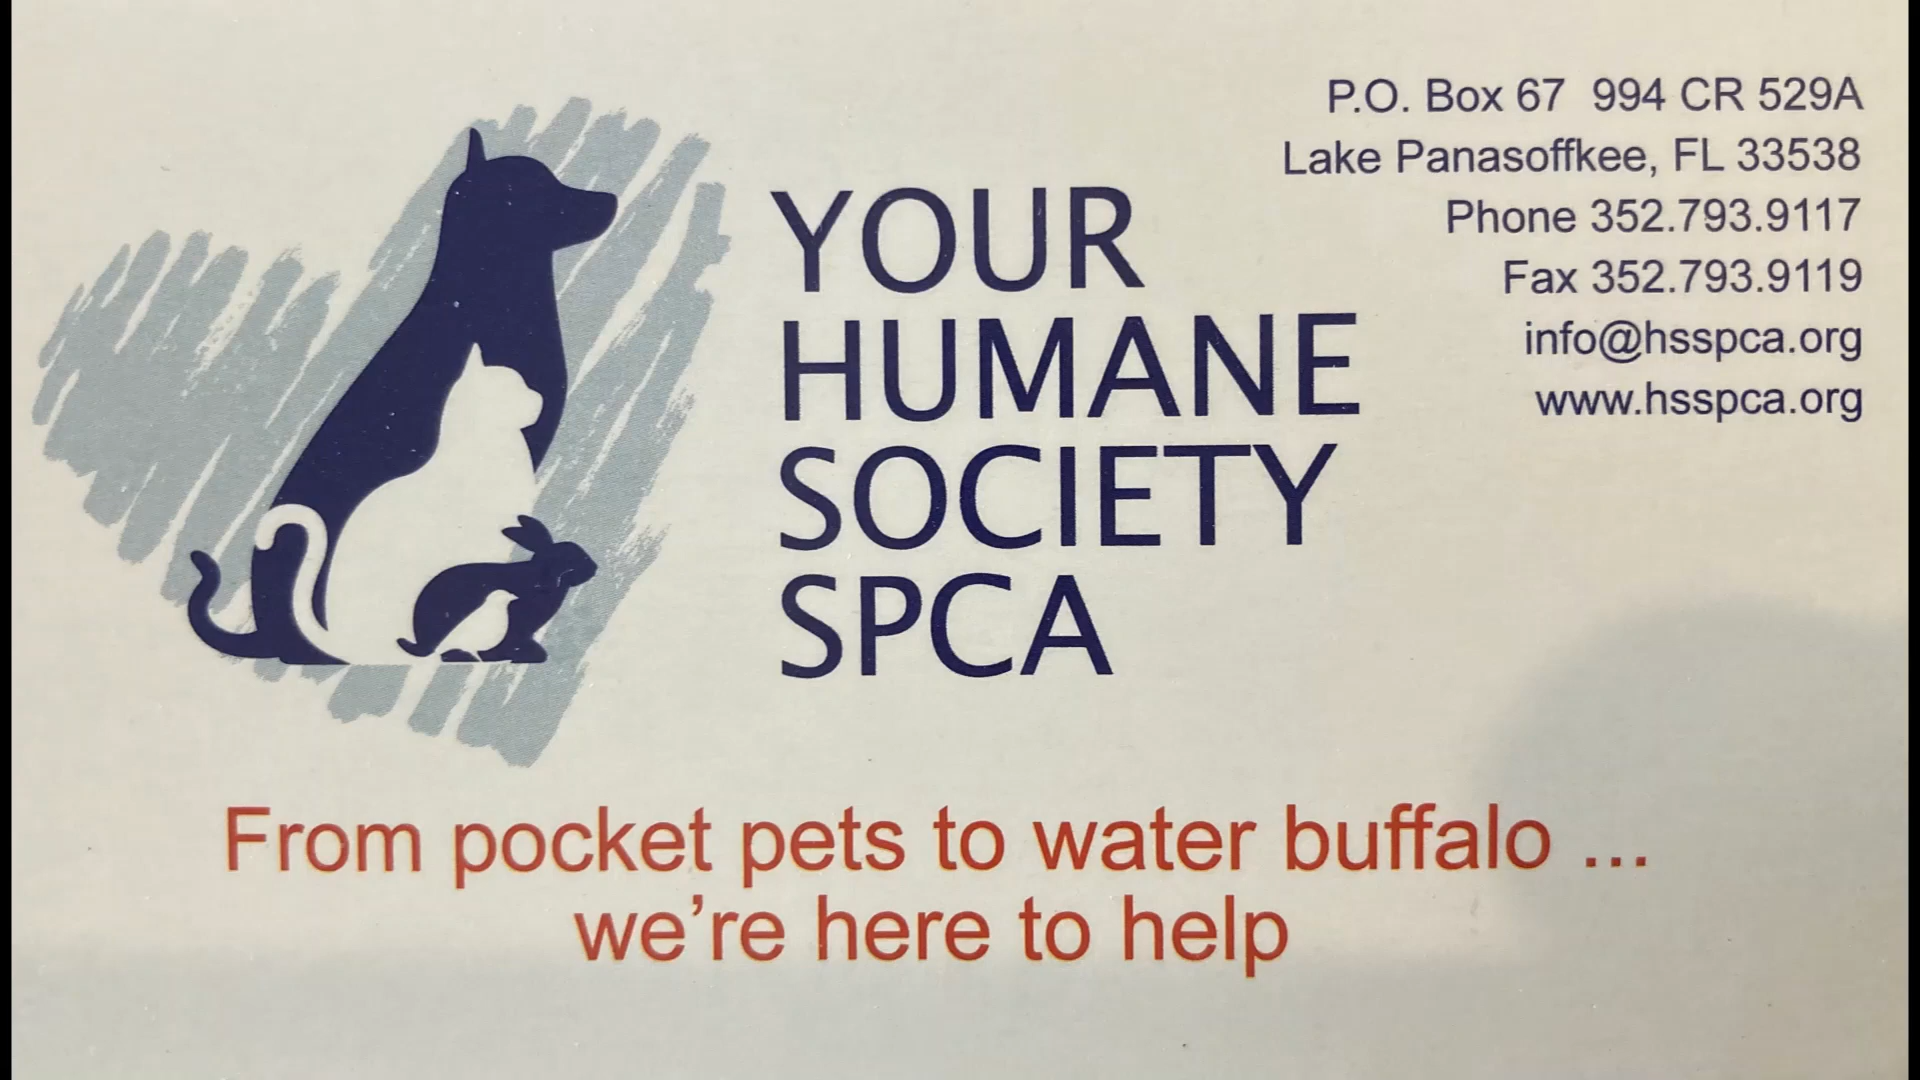 P.O. Box 67  994 CR 529A
Lake Panasoffkee, FL 33538
Phone 352.793.9117
Fax 352.793.9119
info@hsspca.org
www.hsspca.org
YOUR
HUMANE
SOCIETY
SPCA
From pocket pets to water buffalo ...
we're here to help